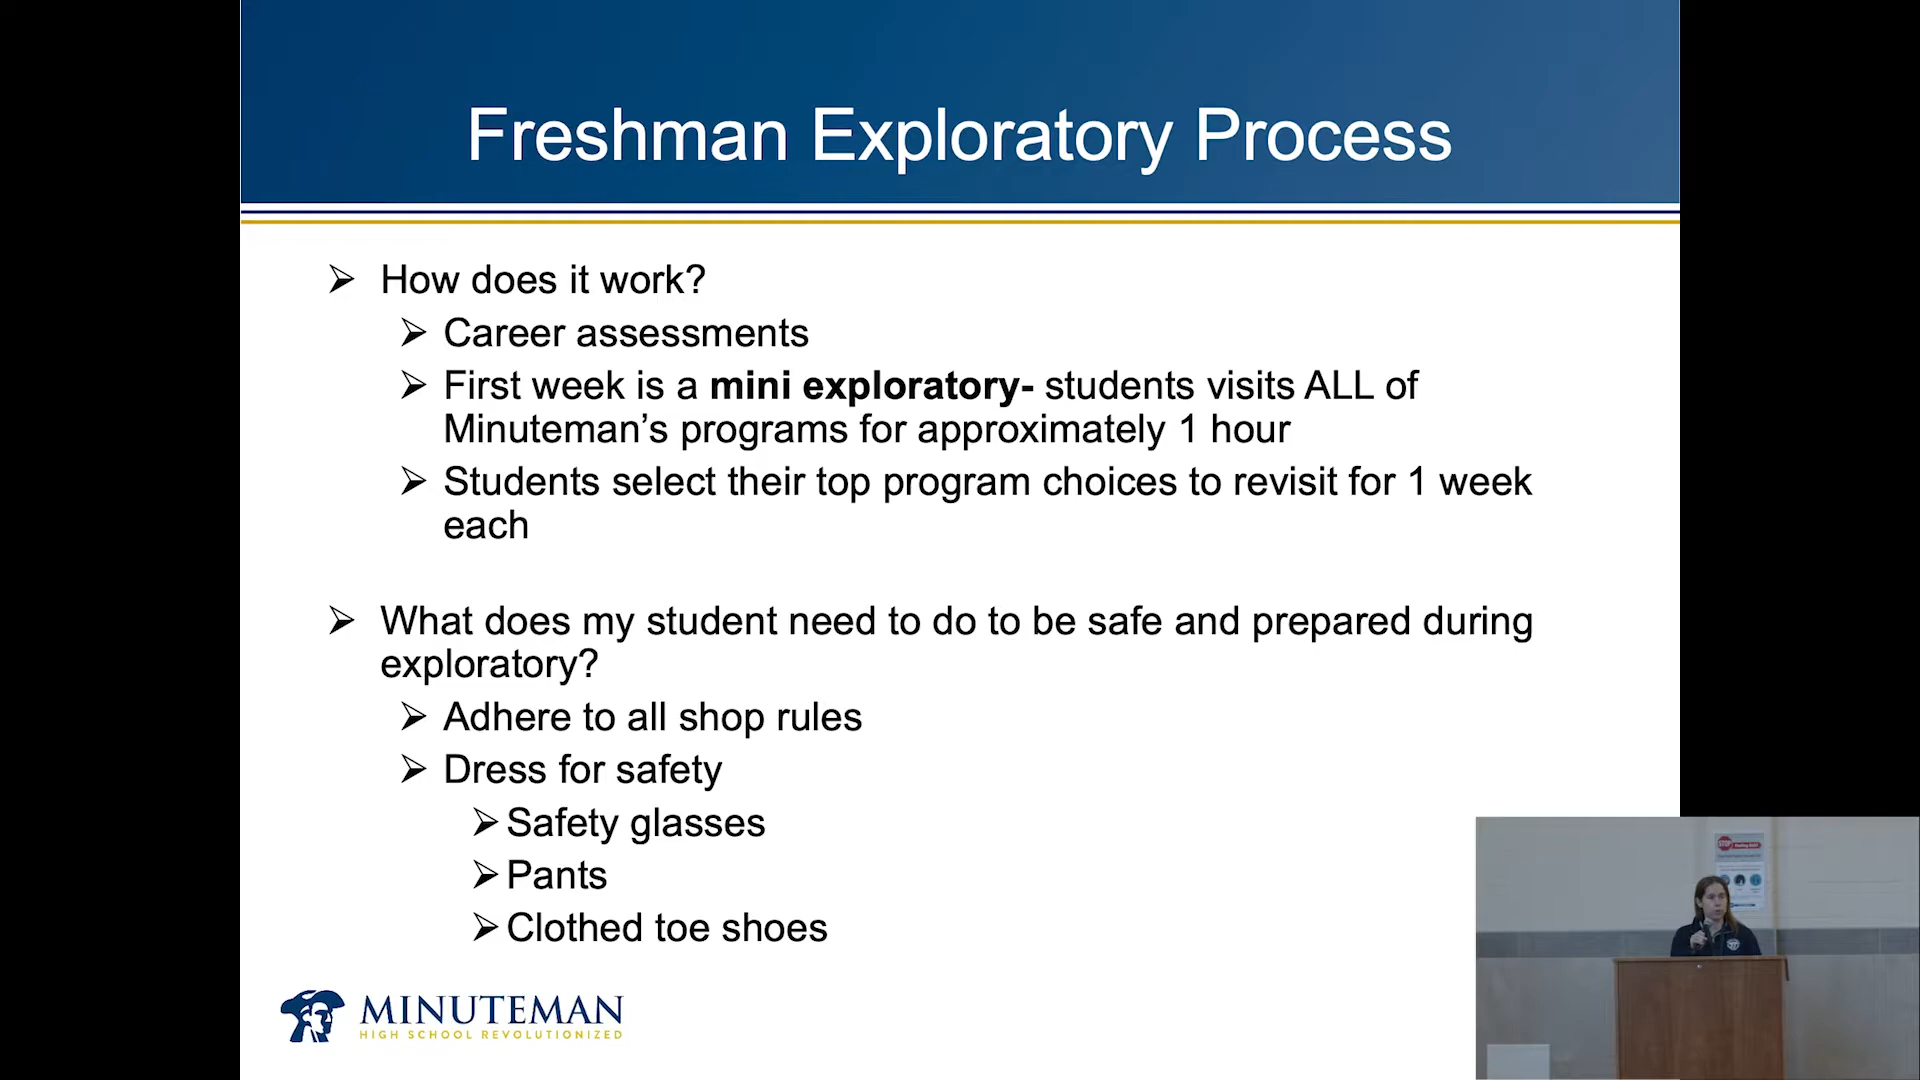 Freshman Exploratory Process
➢ How does it work?
➢ Career assessments
➢ First week is a mini exploratory- students visits ALL of
Minuteman’s programs for approximately 1 hour
➢ Students select their top program choices to revisit for 1 week
each
➢ What does my student need to do to be safe and prepared during
exploratory?
➢ Adhere to all shop rules
➢ Dress for safety
➢ Safety glasses
➢ Pants
➢ Clothed toe shoes
MINUTEMAN
HIGH SCHOOL REVOLUTIONIZED
STOP